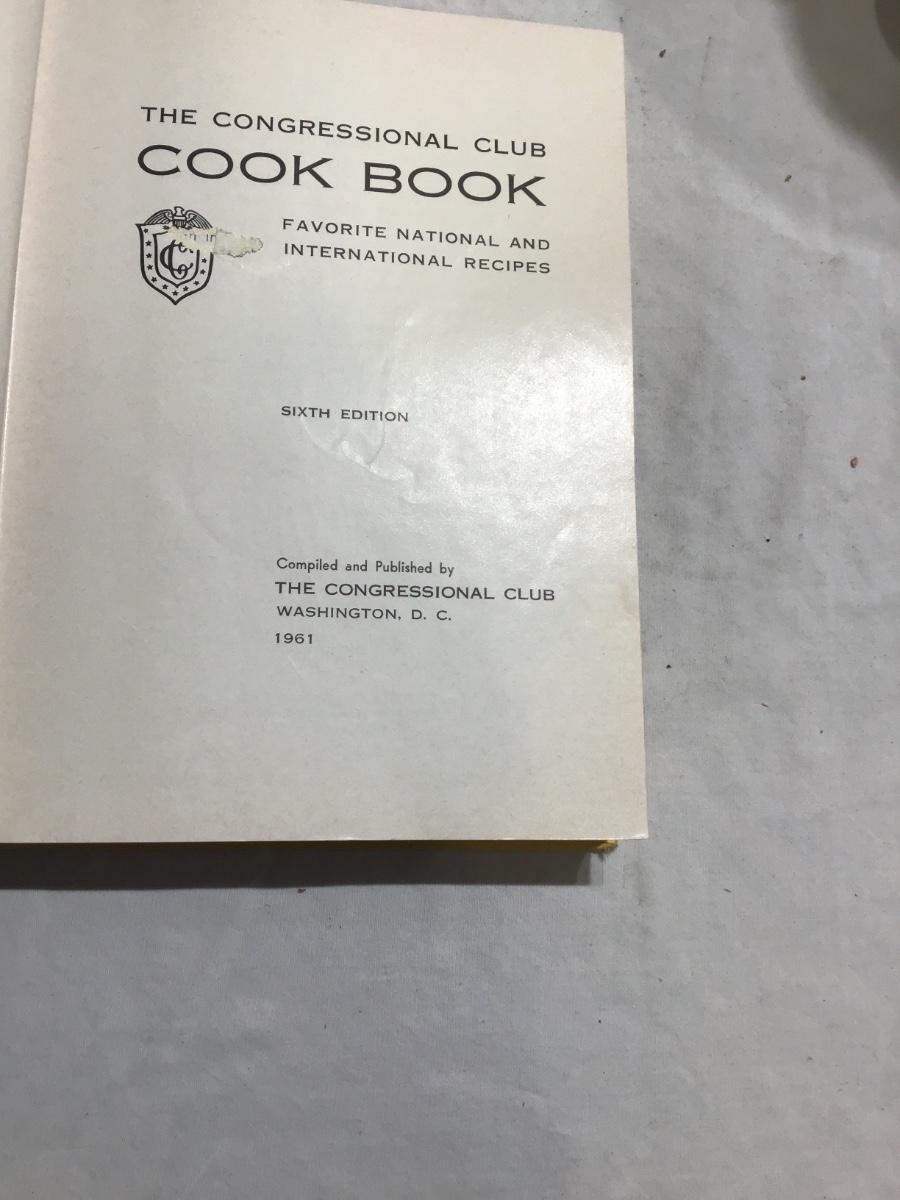 THE CONGRESSIONAL CLUB
COOK BOOK
FAVORITE NATIONAL AND
INTERNATIONAL RECIPES
SIXTH EDITION
Compiled and Published by
THE CONGRESSIONAL CLUB
WASHINGTON, D. C.
1961